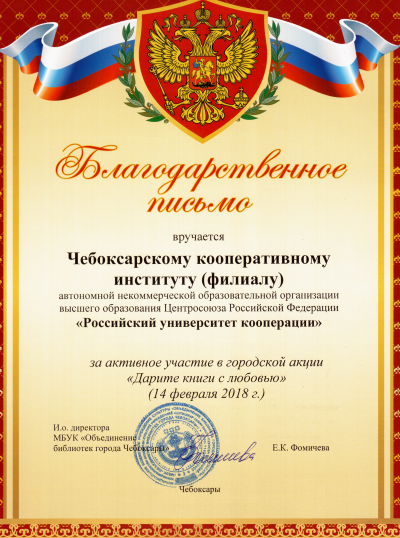 Благодарственное
письмо
вручается
Чебоксарскому кооперативному
институту (филиалу)
автономной некоммерческой образовательной организации
высшего образования Центросоюза Российской Федерации
«Российский университет кооперации»
за активное участие в городской акции
«Дарите книги с любовью»
(14 февраля 2018 г.)
И.о. директора
МБУК «Объединение
библиотек города Чебоксары»
Е.К. Фомичева
Чебоксары